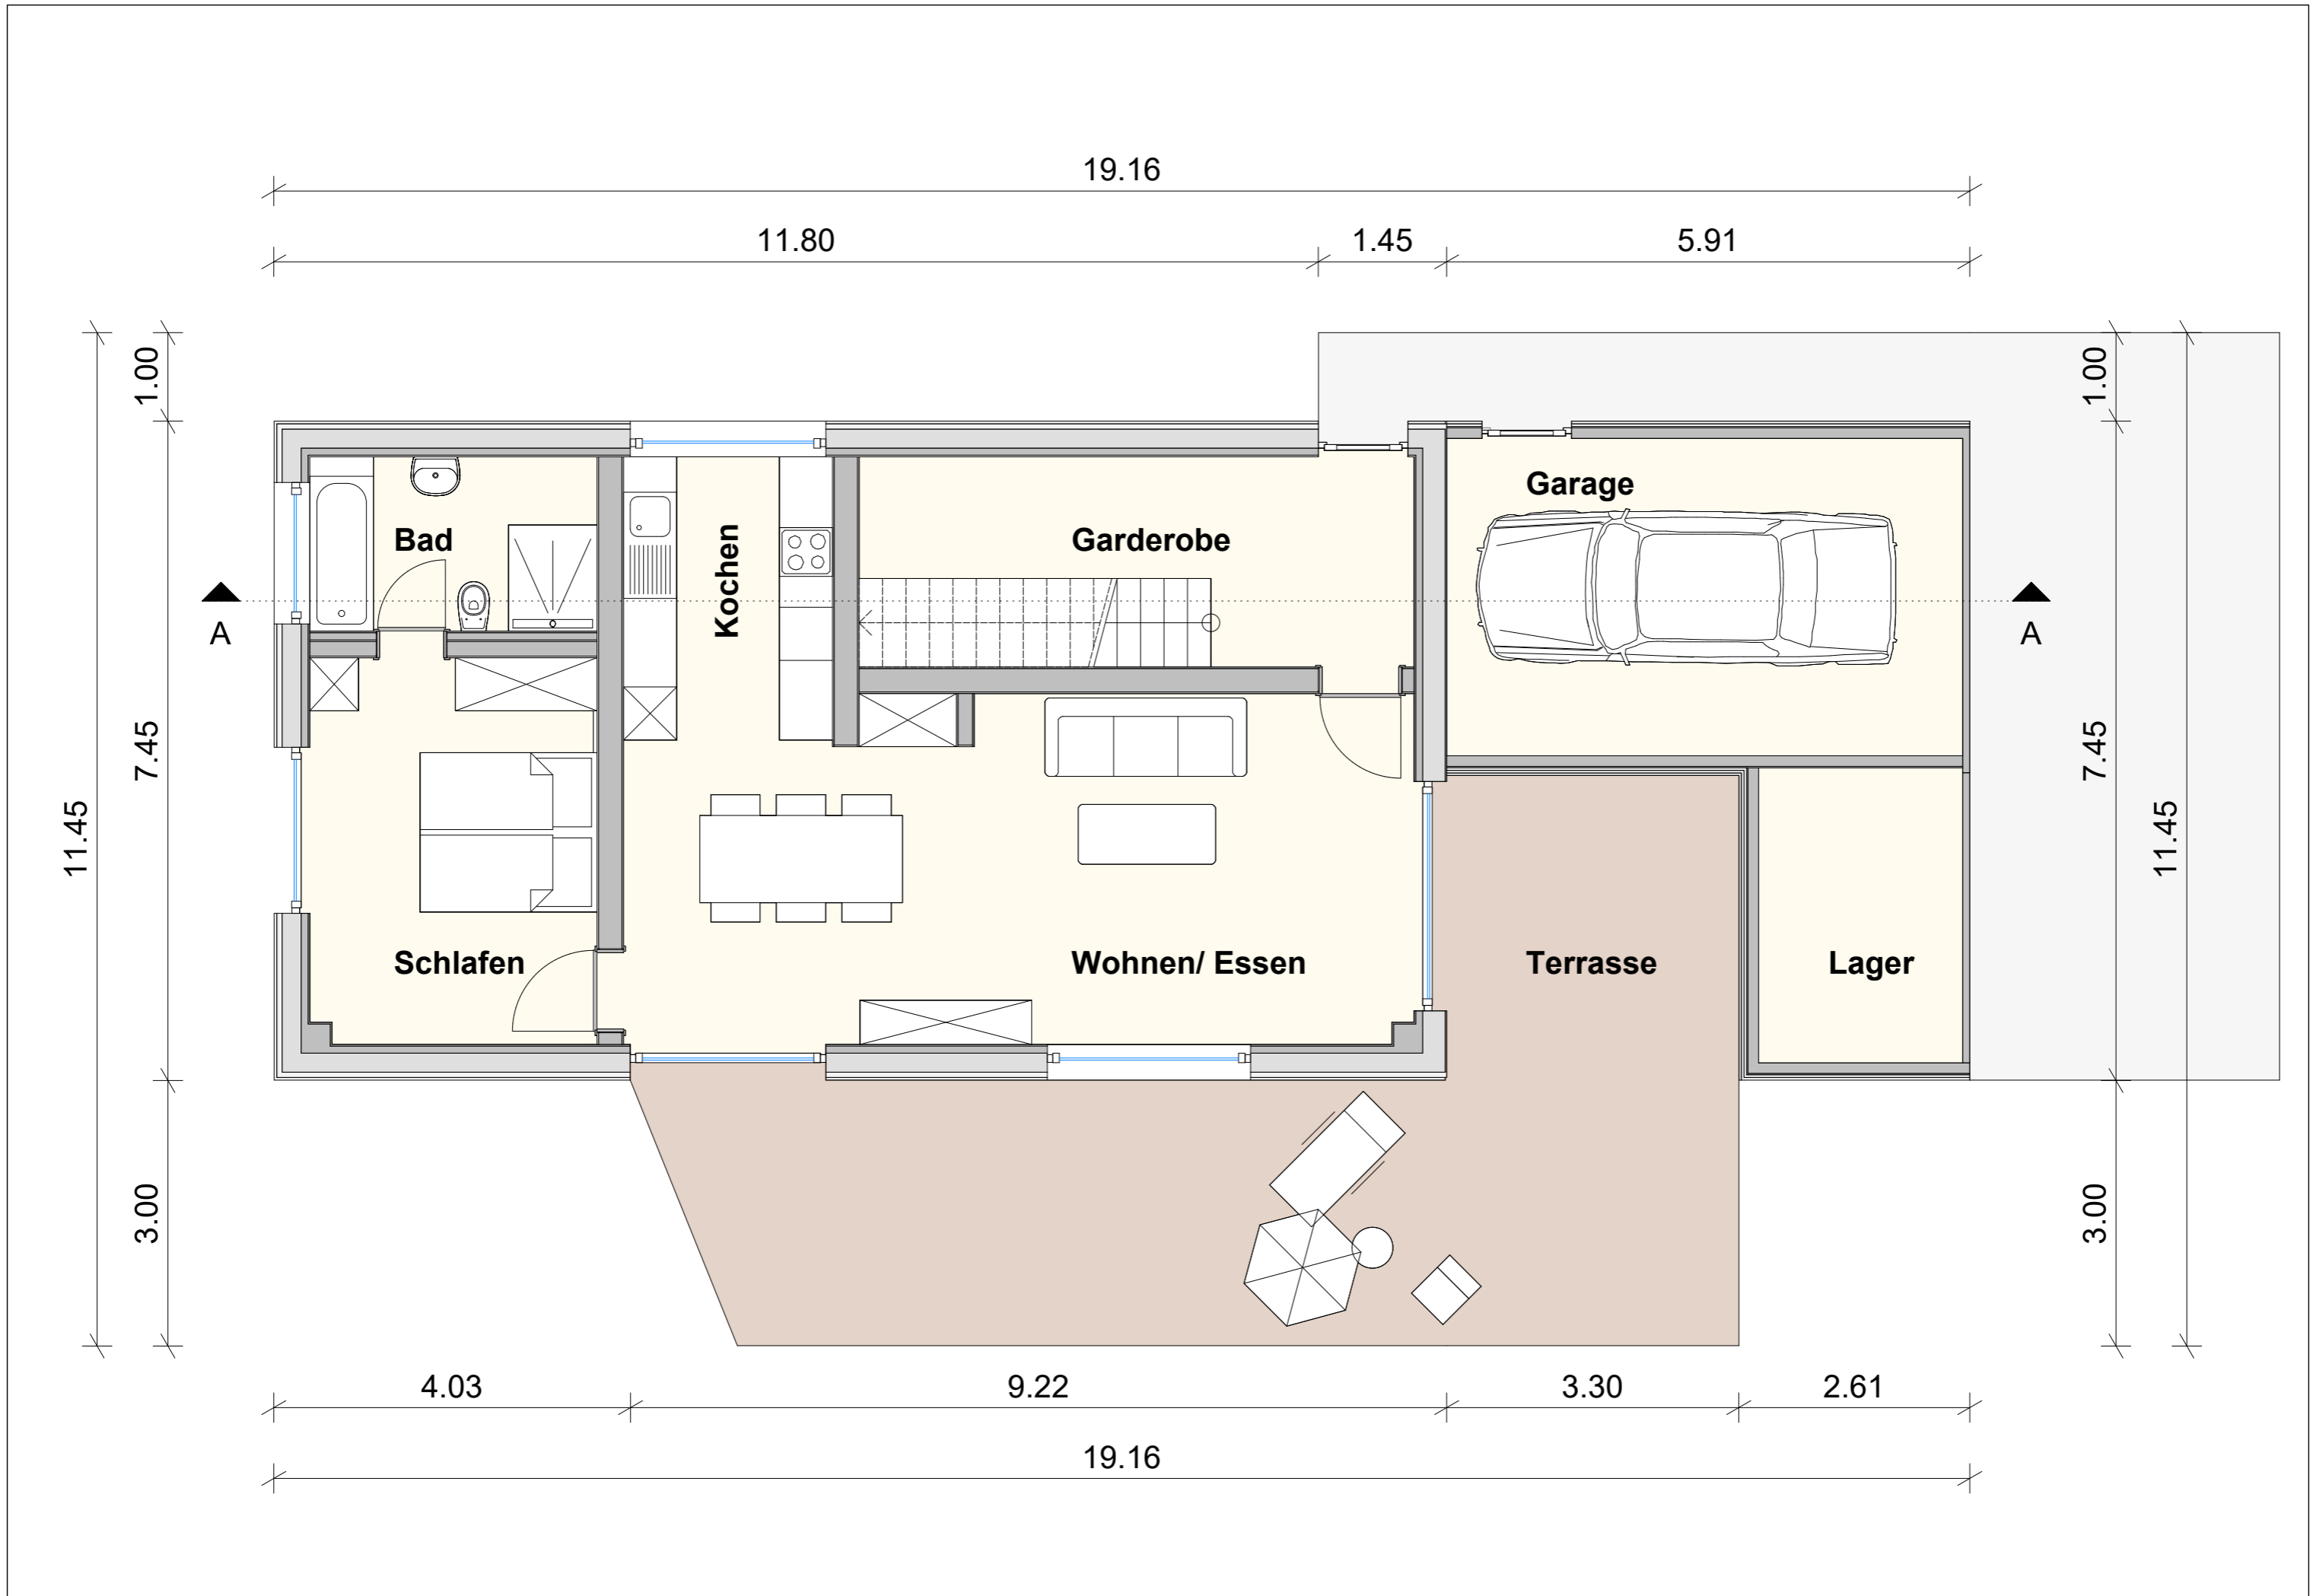 19.16
11.80 1.45 5.91
1.00
1.00
Garage
Bad
Kochen
Garderobe
A
A
7.45
7.45
11.45
11.45
Schlafen
Wohnen/ Essen
Terrasse
Lager
3.00
3.00
4.03 9.22 3.30 2.61
19.16